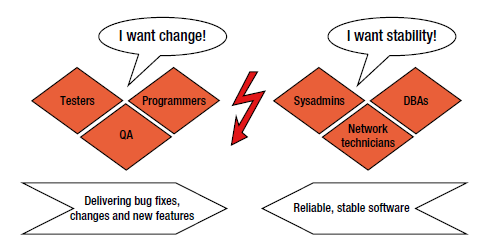 I want change!
I want stability!
Testers
Programmers
QA
Sysadmins
DBAs
Network
technicians
Delivering bug fixes,
changes and new features
Reliable, stable software